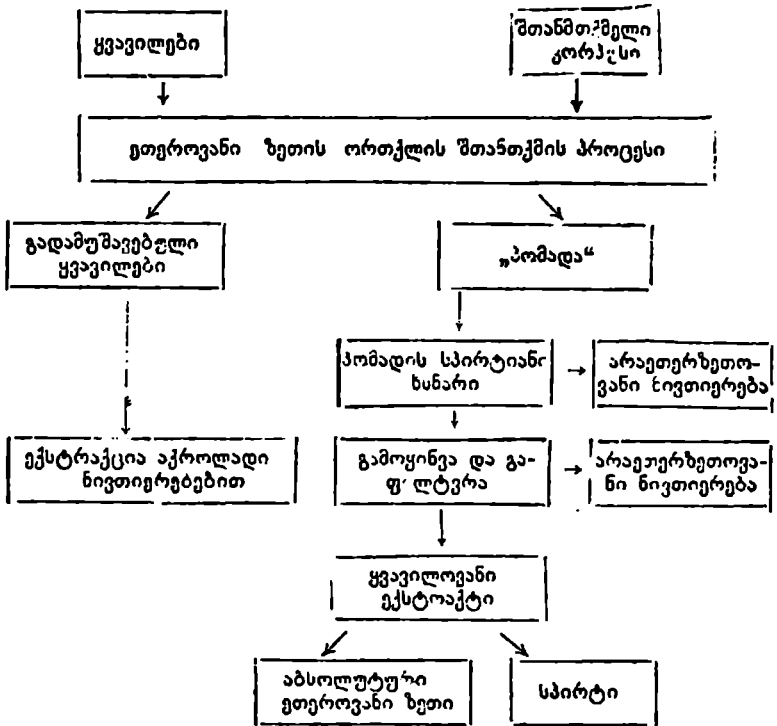 ყვავილები
შთანმთქმელი
კორპუსი
ეთეროვანი ზეთის ორთქლის შთანთქმის პროცესი
გადამუშავებული
ყვავილები
„პომადა“
პომადის სპირტიანი
ხსნარი
არაეთერზეთო-
ვანი ნივთიერება
ექსტრაქცია აქროლადი
ნივთიერებებით
გამოყინვა და გა-
ფილტვრა
არაეთერზეთოვა-
ნი ნივთიერება
ყვავილოვანი
ექსტრაქტი
აბსოლუტური
ეთეროვანი ზეთი
სპირტი